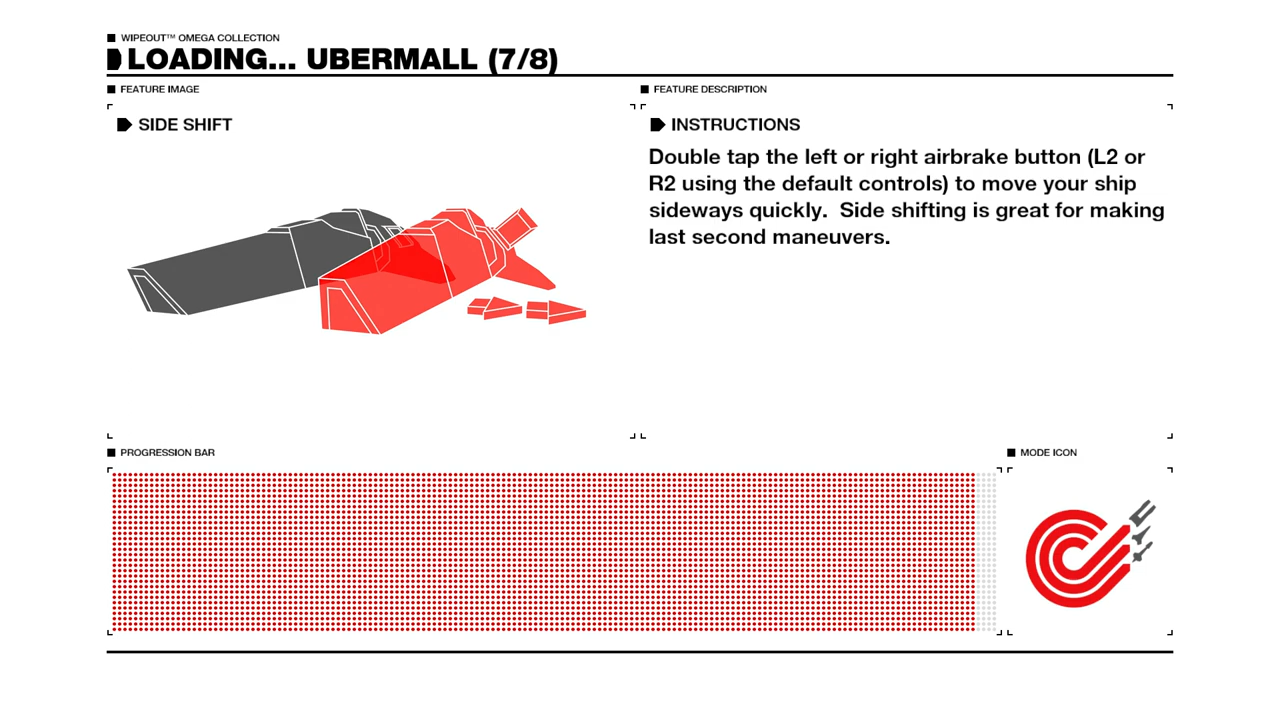 WIPEOUT™ OMEGA COLLECTION
LOADING... UBERMALL (7/8)
FEATURE IMAGE
SIDE SHIFT
FEATURE DESCRIPTION
INSTRUCTIONS
Double tap the left or right airbrake button (L2 or
R2 using the default controls) to move your ship
sideways quickly.  Side shifting is great for making
last second maneuvers.
PROGRESSION BAR
MODE ICON